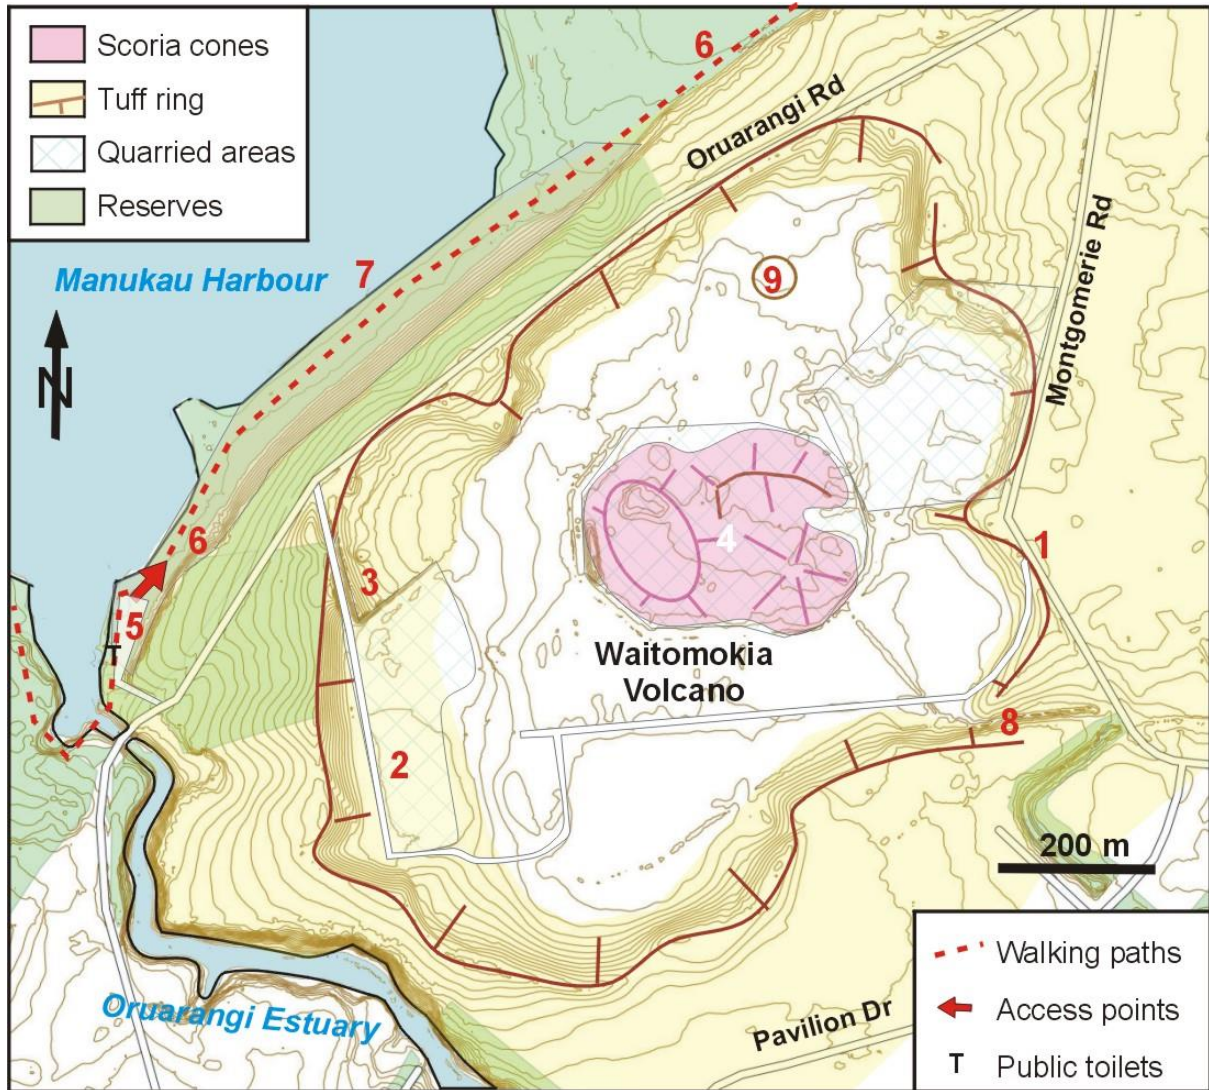 Scoria cones
Tuff ring
Quarried areas
Reserves
6
Oruarangi Rd
Manukau Harbour
7
9
Montgomerie Rd
N
4
1
6
3
5
T
Waitomokia
Volcano
8
2
200 m
Oruarangi Estuary
Pavilion Dr
Walking paths
Access points
T
Public toilets